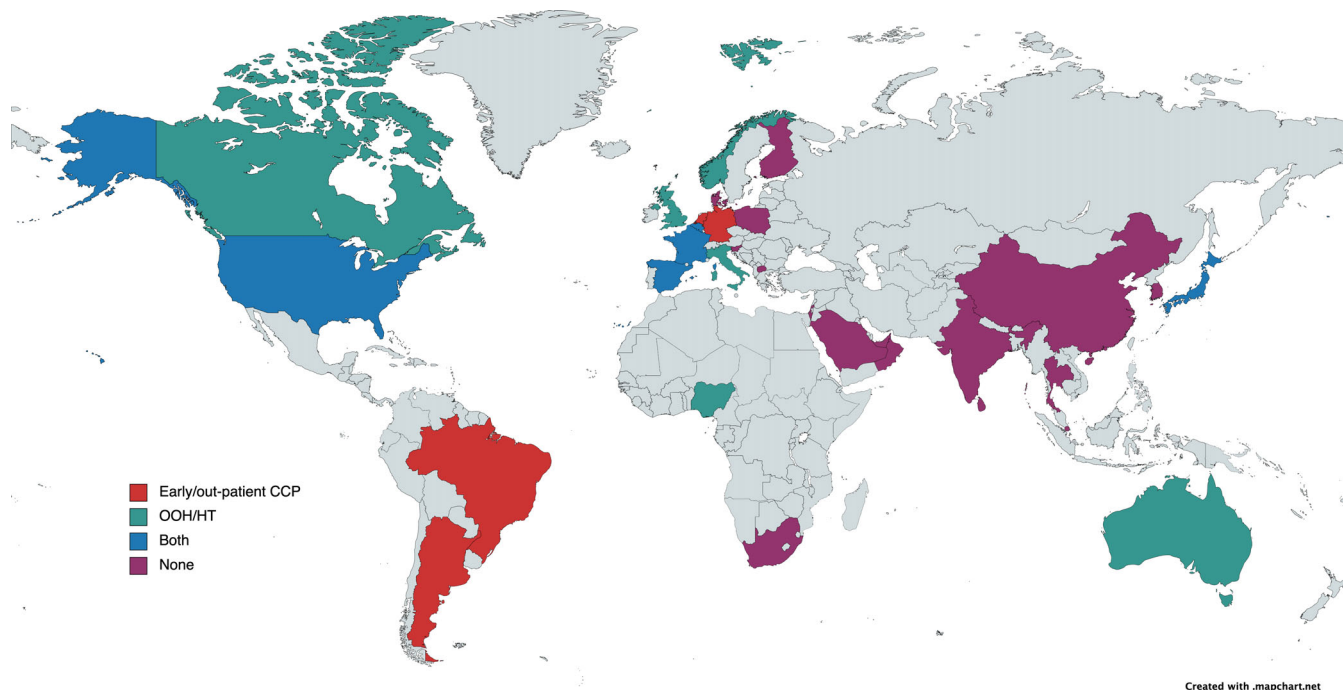 Early/out-patient CCP
OOH/HT
Both
None
Created with .mapchart.net